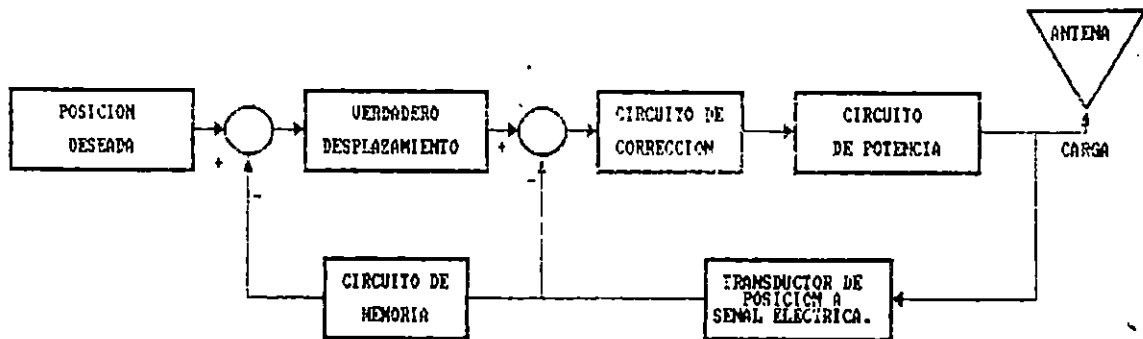 ANTENA
POSICION
DESEADA
+
-
VERDADERO
DESPLAZAMIENTO
+
-
CIRCUITO DE
CORRECCION
CIRCUITO
DE POTENCIA
CARGA
CIRCUITO DE
MEMORIA
TRANSDUCTOR DE
POSICION A
SENAL ELECTRICA.